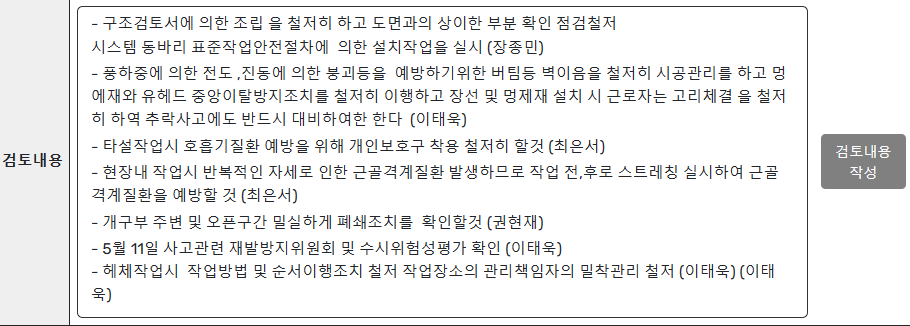 - 구조검토서에 의한 조립 을 철저히 하고 도면과의 상이한 부분 확인 점검철저
시스템 동바리 표준작업안전절차에  의한 설치작업을 실시 (장종민)
- 풍하중에 의한 전도 ,진동에 의한 붕괴등을  예방하기위한 버팀등 벽이음을 철저히 시공관리를 하고 멍
에재와 유헤드 중앙이탈방지조치를 철저히 이행하고 장선 및 멍제재 설치 시 근로자는 고리체결 을 철저
히 하역 추락사고에도 반드시 대비하여한 한다  (이태욱)
- 타설작업시 호흡기질환 예방을 위해 개인보호구 착용 철저히 할것 (최은서)
검토내용
검토내용
작성
- 현장내 작업시 반복적인 자세로 인한 근골격계질환 발생하므로 작업 전,후로 스트레칭 실시하여 근골
격계질환을 예방할 것 (최은서)
- 개구부 주변 및 오픈구간 밀실하게 폐쇄조치를  확인할것 (권현재)
- 5월 11일 사고관련 재발방지위원회 및 수시위험성평가 확인 (이태욱)
- 헤체작업시  작업방법 및 순서이행조치 철저 작업장소의 관리책임자의 밀착관리 철저 (이태욱) (이태
욱)